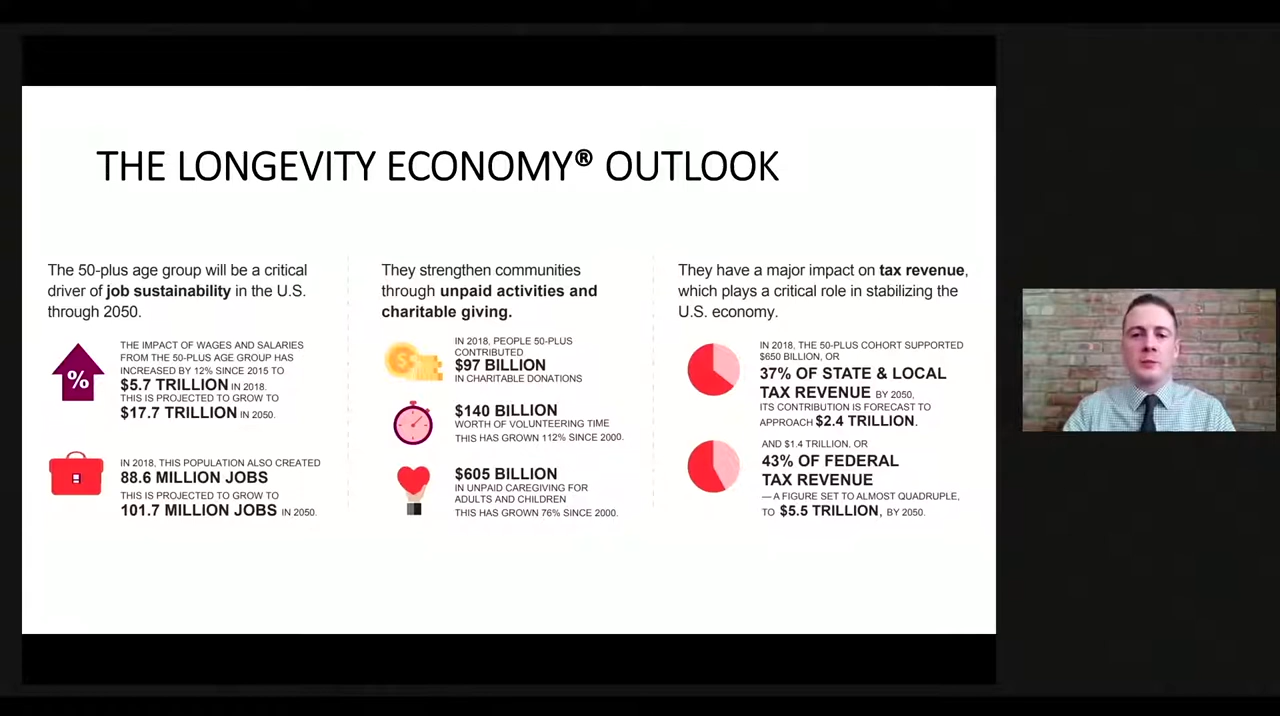 THE LONGEVITY ECONOMY® OUTLOOK
The 50-plus age group will be a critical
driver of job sustainability in the U.S.
through 2050.
%
THE IMPACT OF WAGES AND SALARIES
FROM THE 50-PLUS AGE GROUP HAS
INCREASED BY 12% SINCE 2015 TO
$5.7 TRILLION IN 2018.
THIS IS PROJECTED TO GROW TO
$17.7 TRILLION IN 2050.
IN 2018, THIS POPULATION ALSO CREATED
88.6 MILLION JOBS
THIS IS PROJECTED TO GROW TO
101.7 MILLION JOBS IN 2050.
They strengthen communities
through unpaid activities and
charitable giving.
$
IN 2018, PEOPLE 50-PLUS
CONTRIBUTED
$97 BILLION
IN CHARITABLE DONATIONS
$140 BILLION
WORTH OF VOLUNTEERING TIME
THIS HAS GROWN 112% SINCE 2000.
$605 BILLION
IN UNPAID CAREGIVING FOR
ADULTS AND CHILDREN
THIS HAS GROWN 76% SINCE 2000.
They have a major impact on tax revenue,
which plays a critical role in stabilizing the
U.S. economy.
IN 2018, THE 50-PLUS COHORT SUPPORTED
$650 BILLION, OR
37% OF STATE & LOCAL
TAX REVENUE BY 2050,
ITS CONTRIBUTION IS FORECAST TO
APPROACH $2.4 TRILLION.
AND $1.4 TRILLION, OR
43% OF FEDERAL
TAX REVENUE
— A FIGURE SET TO ALMOST QUADRUPLE,
TO $5.5 TRILLION, BY 2050.